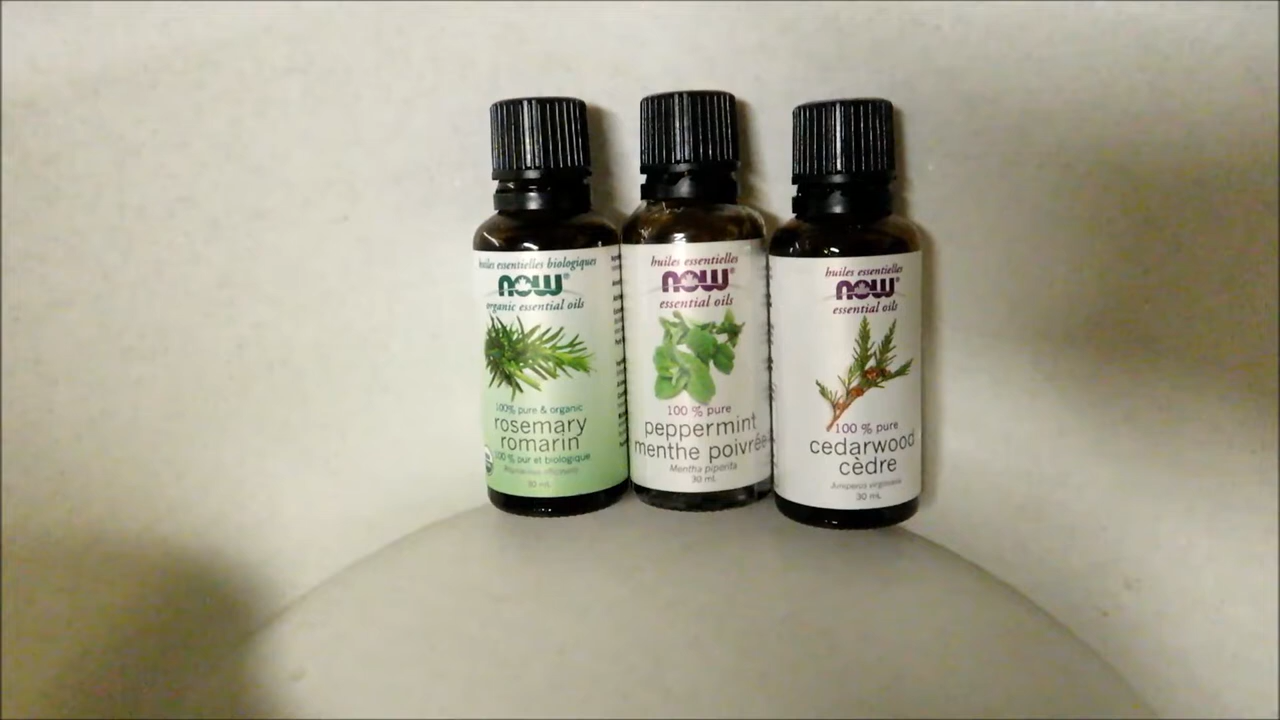 huiles essentielles biologiques
now®
organic essential oils
100% pure & organic
rosemary
romarin
100 % pur et biologique
Rosmarinus officinalis
30 mL
huiles essentielles
now®
essential oils
100 % pure
peppermint
menthe poivrée
Mentha piperita
30 mL
huiles essentielles
now®
essential oils
100 % pure
cedarwood
cèdre
Juniperus virginiana
30 mL